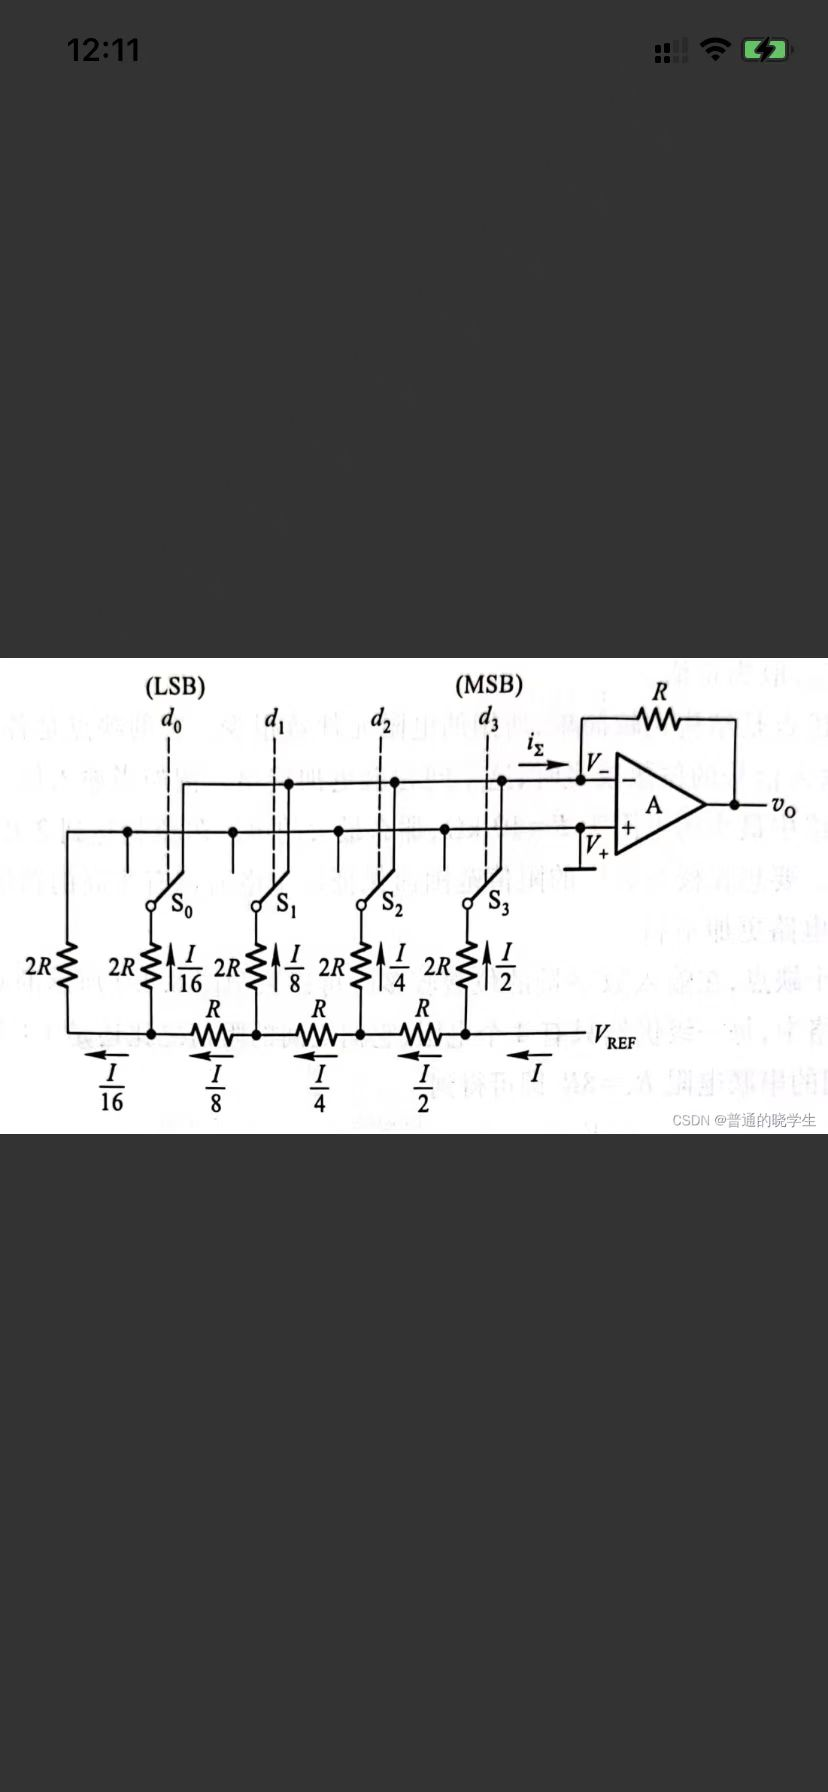 12:11
(LSB) (MSB) R
d0 d1 d2 d3 iΣ V−
− A vO
+ V+
S0 S1 S2 S3
2R 2R I/16 2R I/8 2R I/4 2R I/2
R R R VREF
I/16 I/8 I/4 I/2 I
CSDN @普通的晓学生